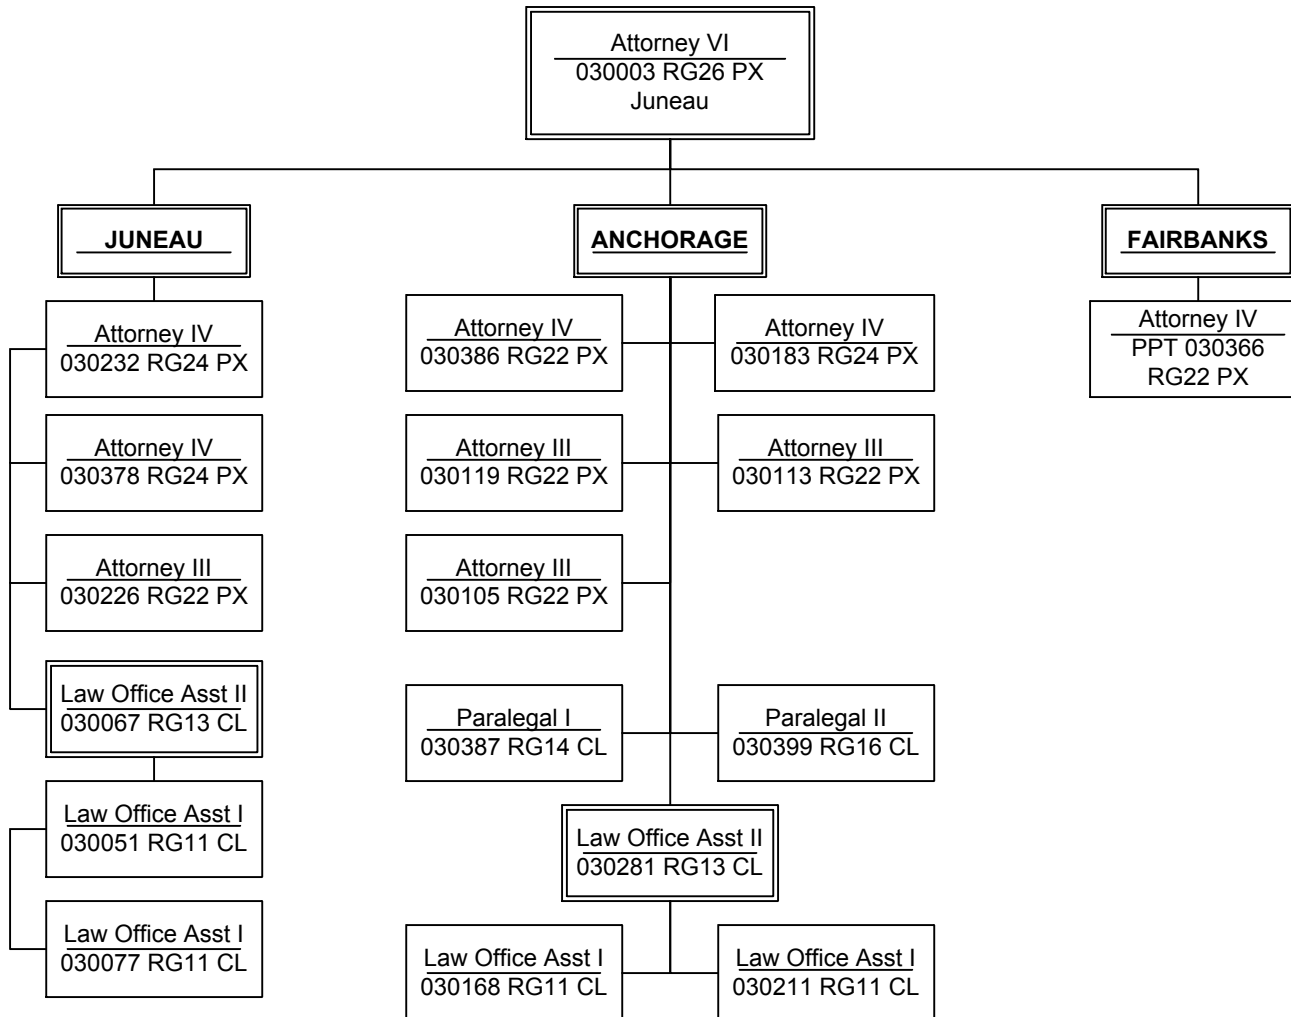 Attorney VI
030003 RG26 PX
Juneau
JUNEAU
Attorney IV
030232 RG24 PX
Attorney IV
030378 RG24 PX
Attorney III
030226 RG22 PX
Law Office Asst II
030067 RG13 CL
Law Office Asst I
030051 RG11 CL
Law Office Asst I
030077 RG11 CL
ANCHORAGE
Attorney IV
030386 RG22 PX
Attorney IV
030183 RG24 PX
Attorney III
030119 RG22 PX
Attorney III
030113 RG22 PX
Attorney III
030105 RG22 PX
Paralegal I
030387 RG14 CL
Paralegal II
030399 RG16 CL
Law Office Asst II
030281 RG13 CL
Law Office Asst I
030168 RG11 CL
Law Office Asst I
030211 RG11 CL
FAIRBANKS
Attorney IV
PPT 030366
RG22 PX